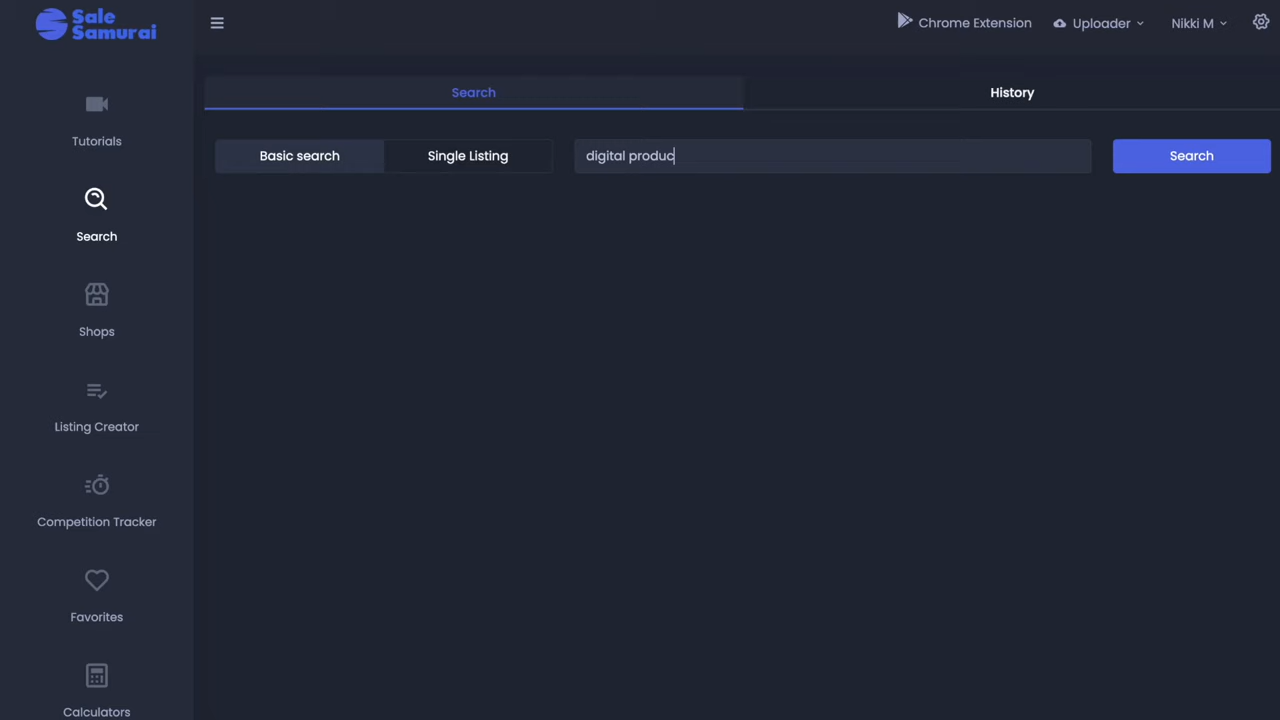 Sale
Samurai
Chrome Extension
Uploader
Nikki M
Tutorials
Search
Shops
Listing Creator
Competition Tracker
Favorites
Calculators
Search
History
Basic search
Single Listing
digital produc
Search